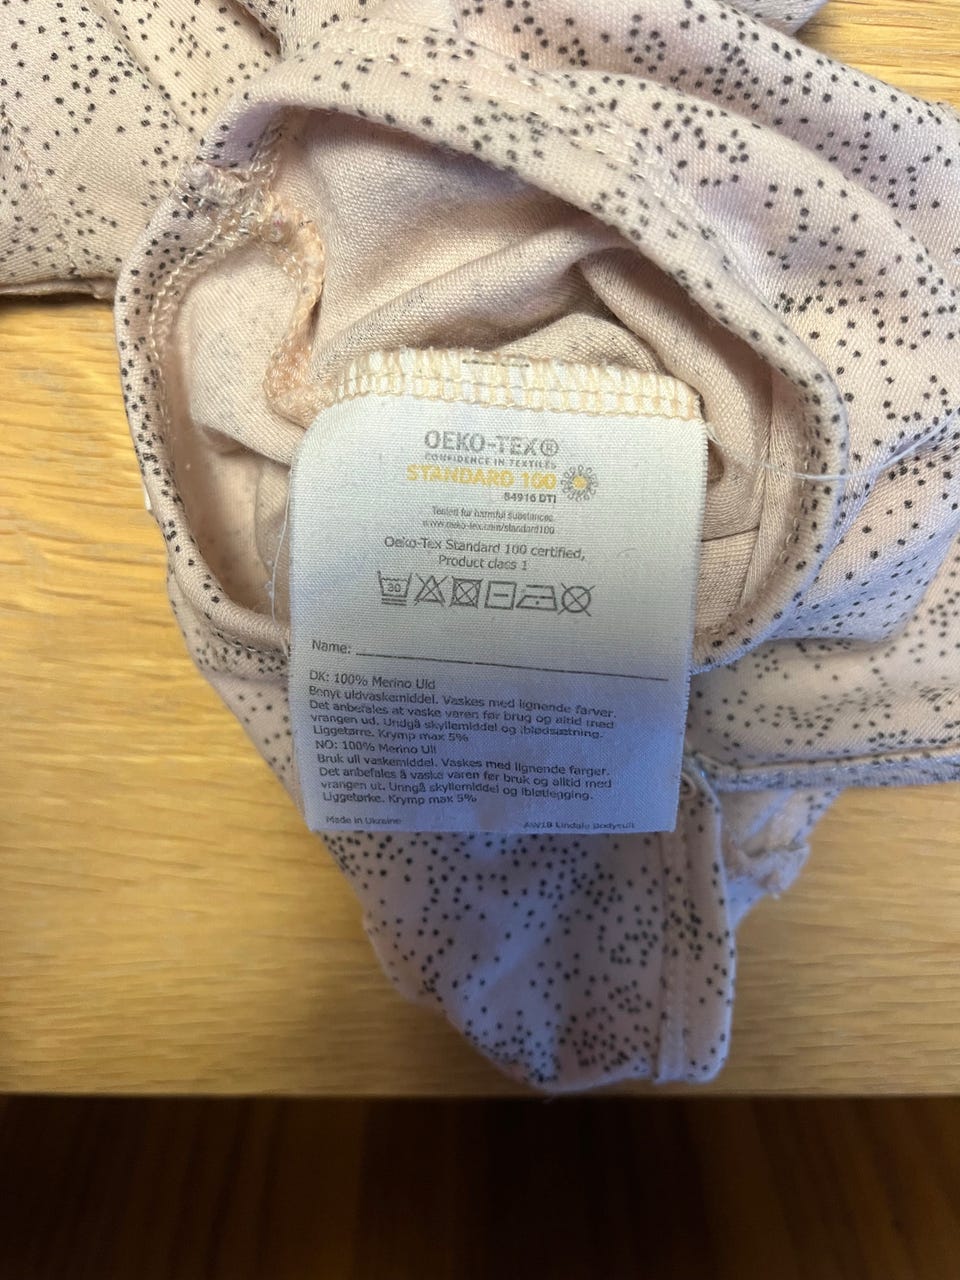 OEKO-TEX®
CONFIDENCE IN TEXTILES
STANDARD 100
84916 DTI
Tested for harmful substances
www.oeko-tex.com/standard100
Oeko-Tex Standard 100 certified,
Product class 1
30
Name:
DK: 100% Merino Uld
Benyt uldvaskemiddel. Vaskes med lignende farver.
Det anbefales at vaske varen før brug og altid med
vrangen ud. Undgå skyllemiddel og iblødsætning.
Liggetørre. Krymp max 5%
NO: 100% Merino Ull
Bruk ull vaskemiddel. Vaskes med lignende farger.
Det anbefales å vaske varen før bruk og altid med
vrangen ut. Unngå skyllemiddel og ibløtlegging.
Liggetørke. Krymp max 5%
Made in Ukraine
AW18 Lindale Bodysuit